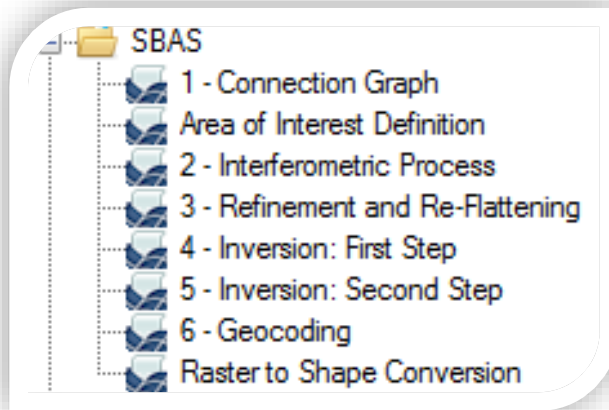 SBAS
1 - Connection Graph
Area of Interest Definition
2 - Interferometric Process
3 - Refinement and Re-Flattening
4 - Inversion: First Step
5 - Inversion: Second Step
6 - Geocoding
Raster to Shape Conversion